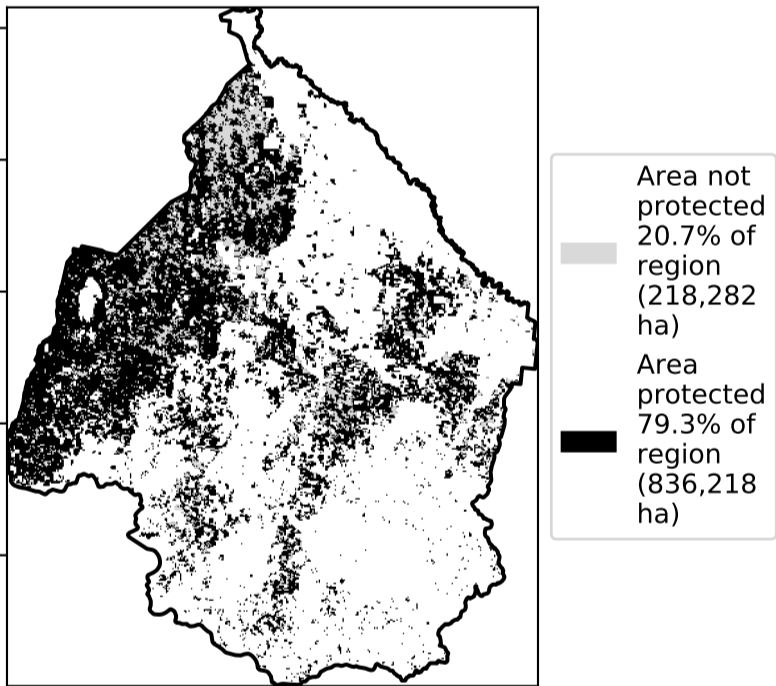 Area not
protected
20.7% of
region
(218,282
ha)
Area
protected
79.3% of
region
(836,218
ha)